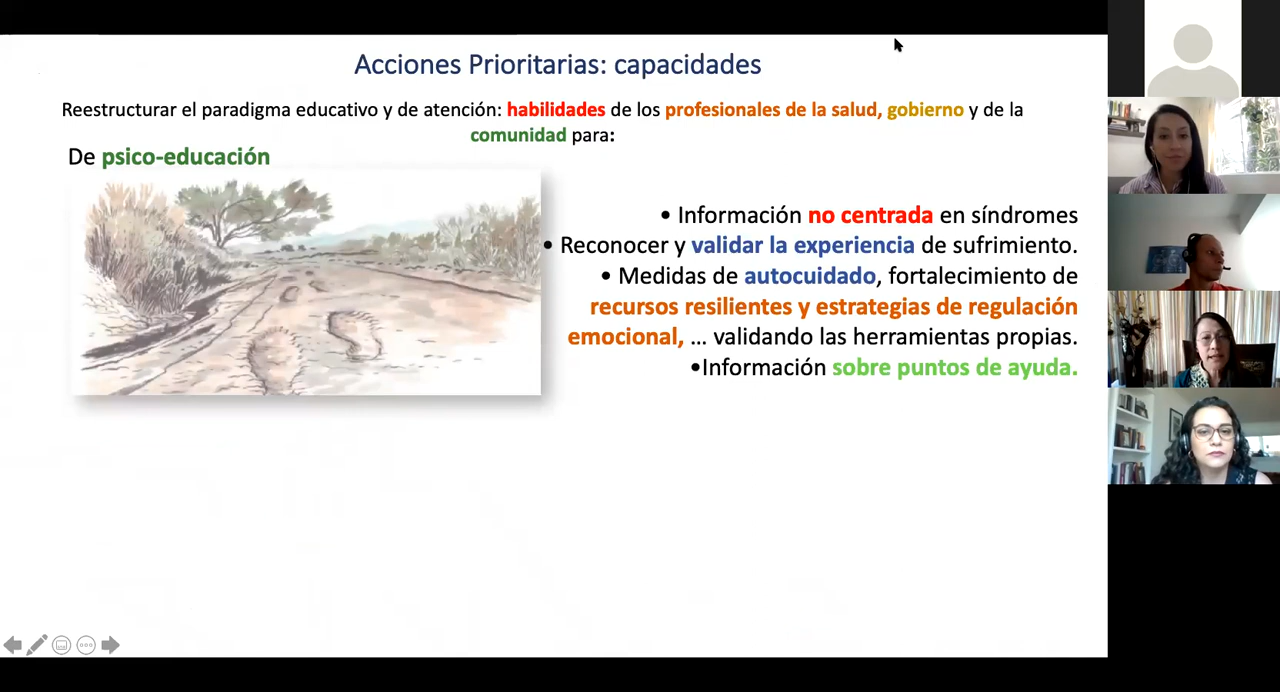 Acciones Prioritarias: capacidades
Reestructurar el paradigma educativo y de atención: habilidades de los profesionales de la salud, gobierno y de la
comunidad para:
De psico-educación
• Información no centrada en síndromes
• Reconocer y validar la experiencia de sufrimiento.
• Medidas de autocuidado, fortalecimiento de
recursos resilientes y estrategias de regulación
emocional, ... validando las herramientas propias.
•Información sobre puntos de ayuda.